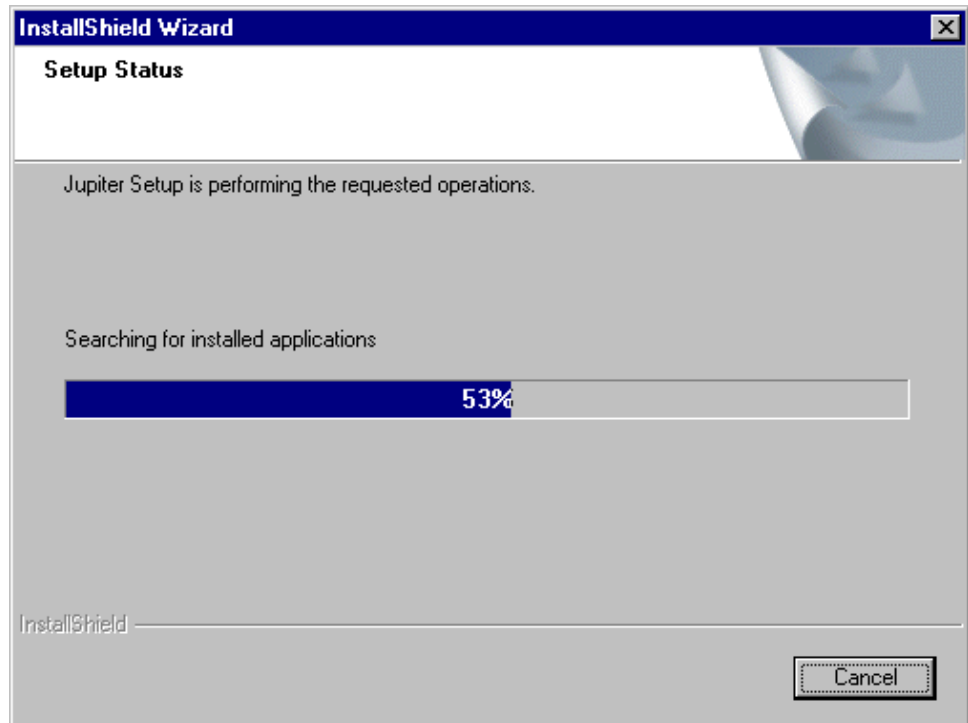 InstallShield Wizard
Setup Status
Jupiter Setup is performing the requested operations.
Searching for installed applications
53%
InstallShield
Cancel